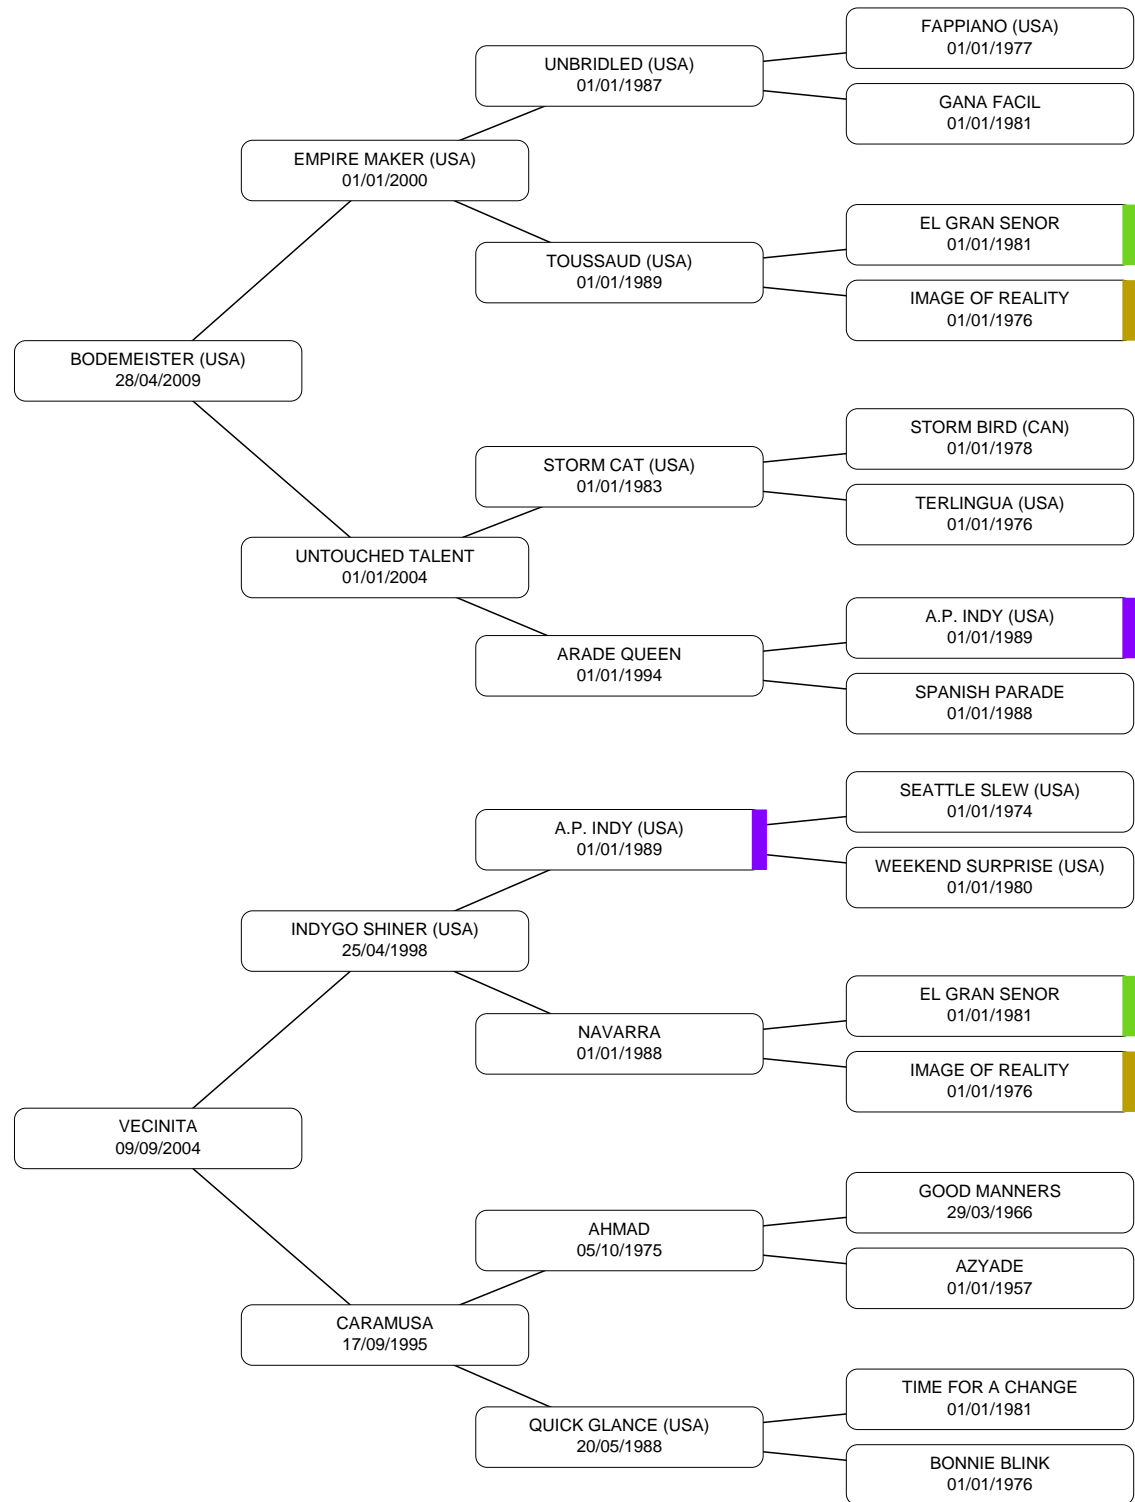 FAPPIANO (USA)
01/01/1977
UNBRIDLED (USA)
01/01/1987
GANA FACIL
01/01/1981
EMPIRE MAKER (USA)
01/01/2000
EL GRAN SENOR
01/01/1981
TOUSSAUD (USA)
01/01/1989
IMAGE OF REALITY
01/01/1976
BODEMEISTER (USA)
28/04/2009
STORM BIRD (CAN)
01/01/1978
STORM CAT (USA)
01/01/1983
TERLINGUA (USA)
01/01/1976
UNTOUCHED TALENT
01/01/2004
A.P. INDY (USA)
01/01/1989
ARADE QUEEN
01/01/1994
SPANISH PARADE
01/01/1988
SEATTLE SLEW (USA)
01/01/1974
A.P. INDY (USA)
01/01/1989
WEEKEND SURPRISE (USA)
01/01/1980
INDYGO SHINER (USA)
25/04/1998
EL GRAN SENOR
01/01/1981
NAVARRA
01/01/1988
IMAGE OF REALITY
01/01/1976
VECINITA
09/09/2004
GOOD MANNERS
29/03/1966
AHMAD
05/10/1975
AZYADE
01/01/1957
CARAMUSA
17/09/1995
TIME FOR A CHANGE
01/01/1981
QUICK GLANCE (USA)
20/05/1988
BONNIE BLINK
01/01/1976